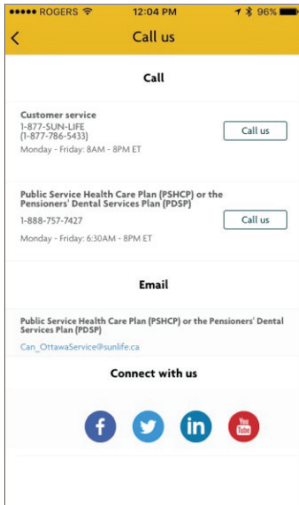 ROGERS 12:04 PM 96%
Call us
Call
Customer service
1-877-SUN-LIFE
(1-877-786-5433)
Call us
Monday - Friday: 8AM - 8PM ET
Public Service Health Care Plan (PSHCP) or the
Pensioners' Dental Services Plan (PDSP)
1-888-757-7427
Call us
Monday - Friday: 6:30AM - 8PM ET
Email
Public Service Health Care Plan (PSHCP) or the Pensioners' Dental
Services Plan (PDSP)
Can_OttawaService@sunlife.ca
Connect with us
f
in
You
Tube